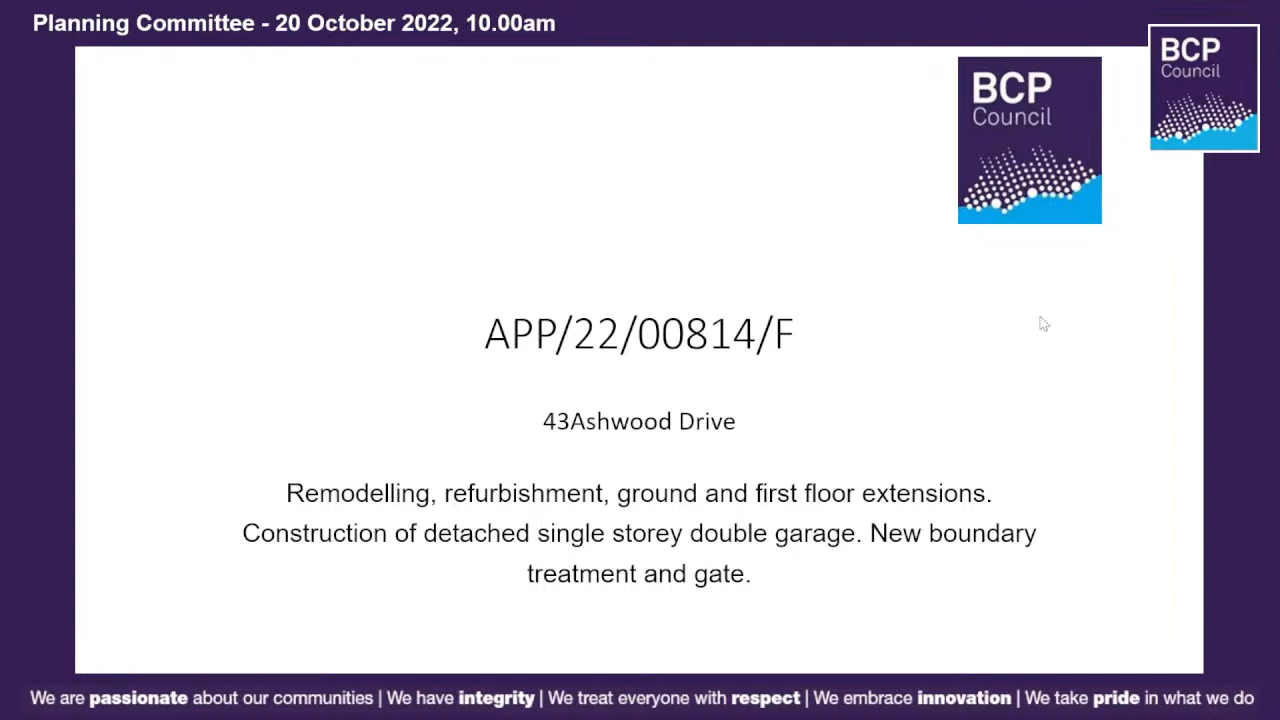 Planning Committee - 20 October 2022, 10.00am
BCP
Council
BCP
Council
APP/22/00814/F
43Ashwood Drive
Remodelling, refurbishment, ground and first floor extensions.
Construction of detached single storey double garage. New boundary
treatment and gate.
We are passionate about our communities | We have integrity | We treat everyone with respect | We embrace innovation | We take pride in what we do